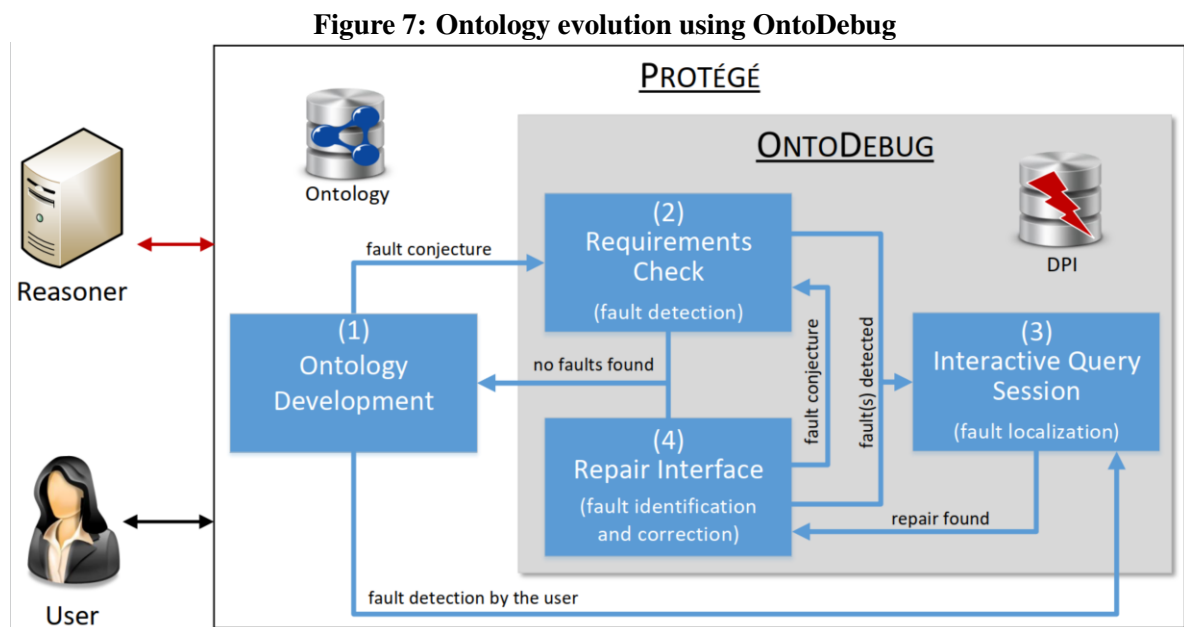 Figure 7: Ontology evolution using OntoDebug
PROTÉGÉ
ONTODEBUG
Ontology
DPI
Reasoner
User
fault conjecture
(1)
Ontology
Development
(2)
Requirements
Check
(fault detection)
no faults found
fault conjecture
fault(s) detected
(3)
Interactive Query
Session
(fault localization)
(4)
Repair Interface
(fault identification
and correction)
repair found
fault detection by the user